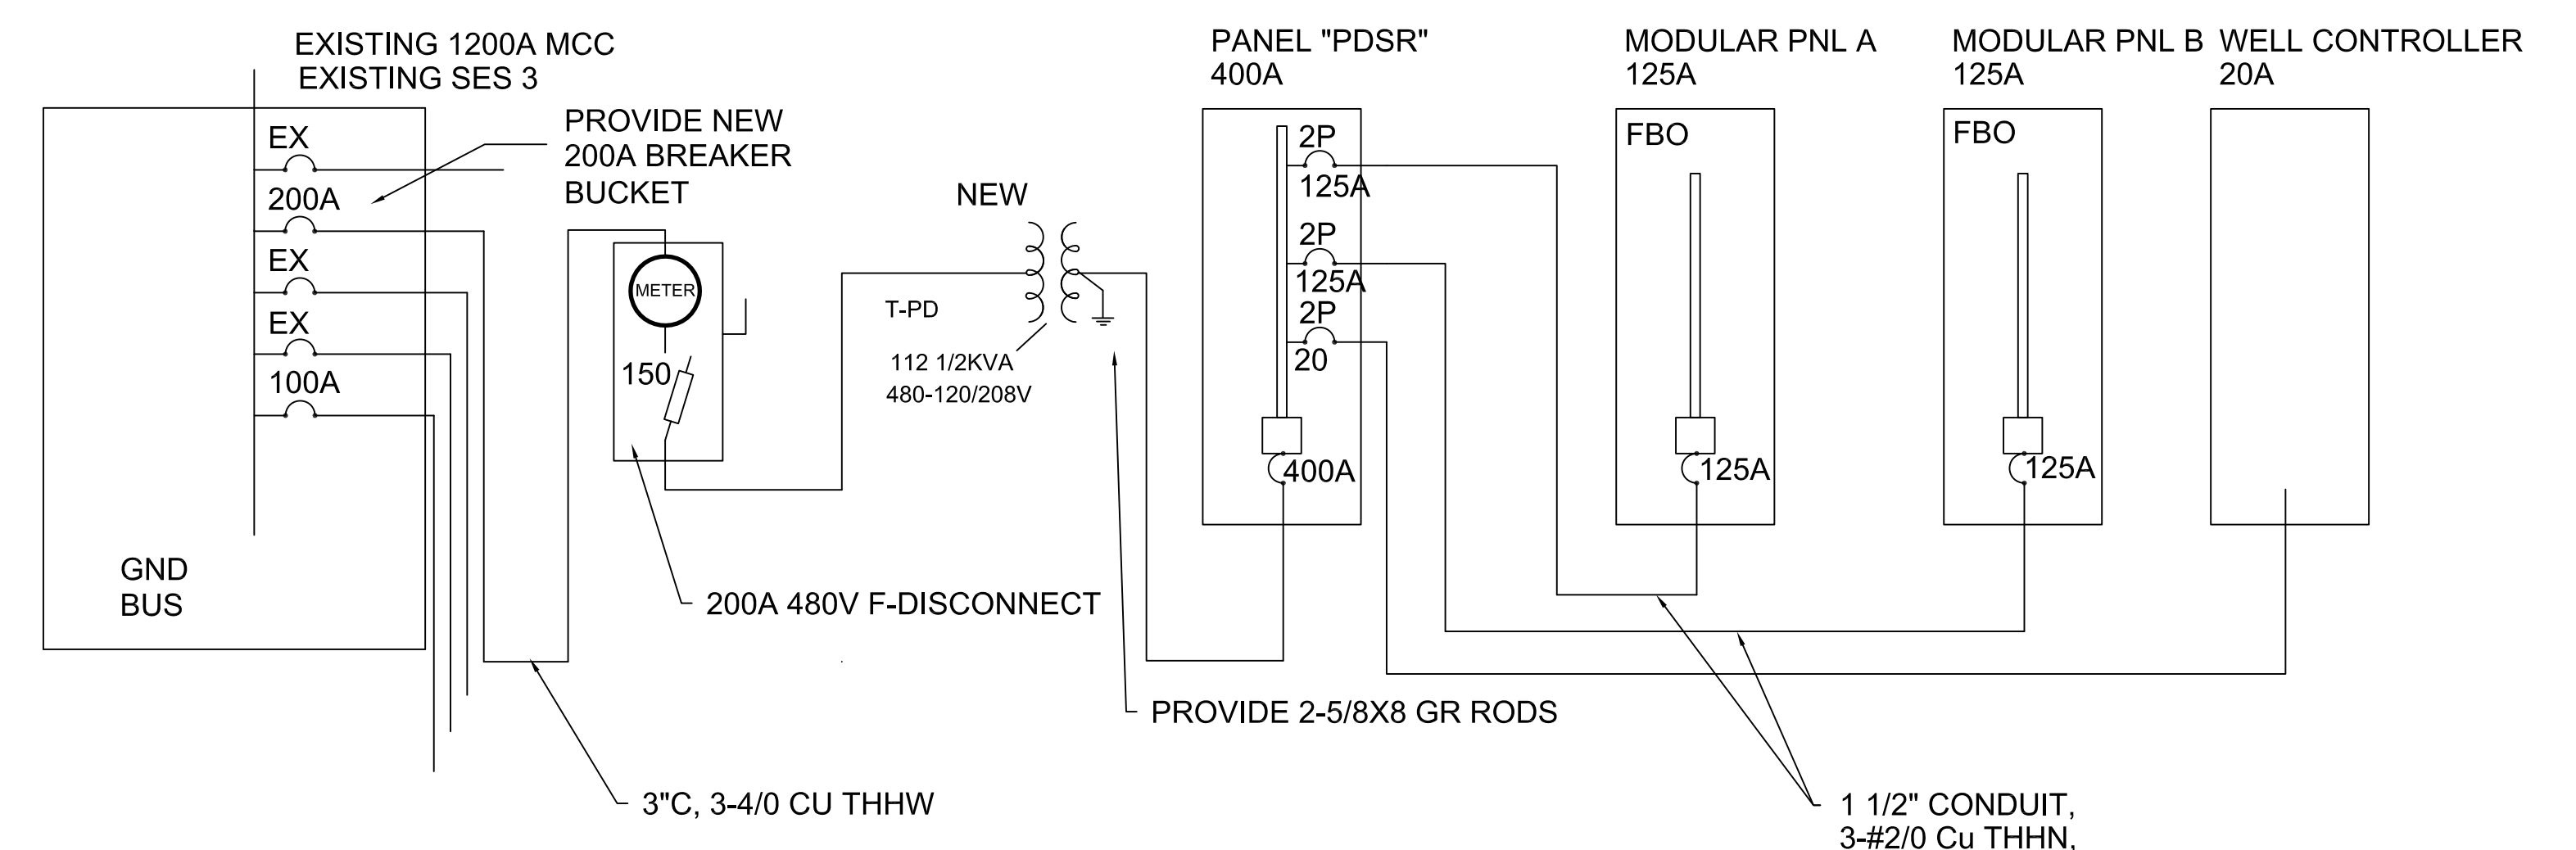 EXISTING 1200A MCC
EXISTING SES 3
EX
200A
EX
EX
100A
GND
BUS
PROVIDE NEW
200A BREAKER
BUCKET
METER
150
200A 480V F-DISCONNECT
3"C, 3-4/0 CU THHW
NEW
T-PD
112 1/2KVA
480-120/208V
PROVIDE 2-5/8X8 GR RODS
PANEL "PDSR"
400A
2P
125A
2P
125A
2P
20
400A
MODULAR PNL A
125A
FBO
125A
MODULAR PNL B
125A
FBO
125A
WELL CONTROLLER
20A
1 1/2" CONDUIT,
3-#2/0 Cu THHN,